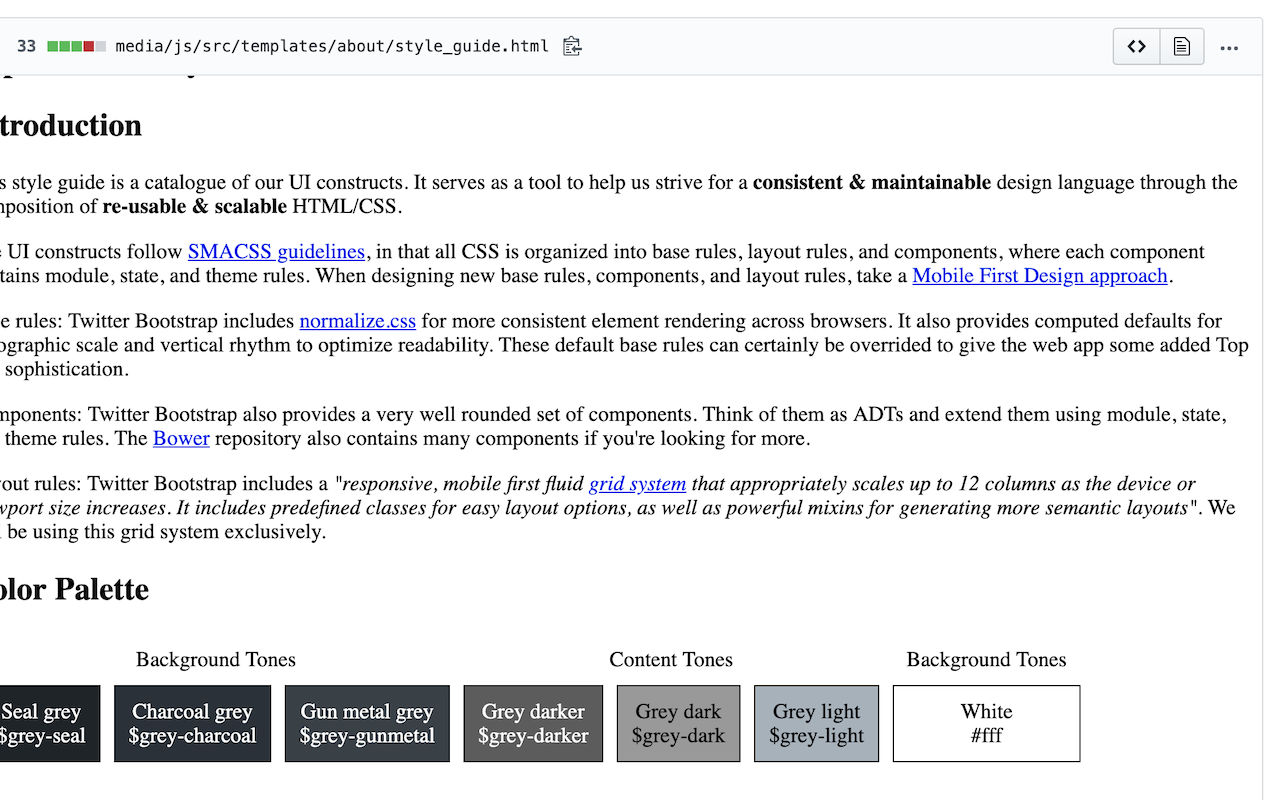 33 media/js/src/templates/about/style_guide.html
troduction
s style guide is a catalogue of our UI constructs. It serves as a tool to help us strive for a consistent & maintainable design language through the
nposition of re-usable & scalable HTML/CSS.
e UI constructs follow SMACSS guidelines, in that all CSS is organized into base rules, layout rules, and components, where each component
tains module, state, and theme rules. When designing new base rules, components, and layout rules, take a Mobile First Design approach.
e rules: Twitter Bootstrap includes normalize.css for more consistent element rendering across browsers. It also provides computed defaults for
ographic scale and vertical rhythm to optimize readability. These default base rules can certainly be overrided to give the web app some added Top
sophistication.
nponents: Twitter Bootstrap also provides a very well rounded set of components. Think of them as ADTs and extend them using module, state,
theme rules. The Bower repository also contains many components if you're looking for more.
out rules: Twitter Bootstrap includes a "responsive, mobile first fluid grid system that appropriately scales up to 12 columns as the device or
wport size increases. It includes predefined classes for easy layout options, as well as powerful mixins for generating more semantic layouts". We
be using this grid system exclusively.
olor Palette
Background Tones Content Tones Background Tones
Seal grey Charcoal grey Gun metal grey Grey darker Grey dark Grey light White
$grey-seal $grey-charcoal $grey-gunmetal $grey-darker $grey-dark $grey-light #fff